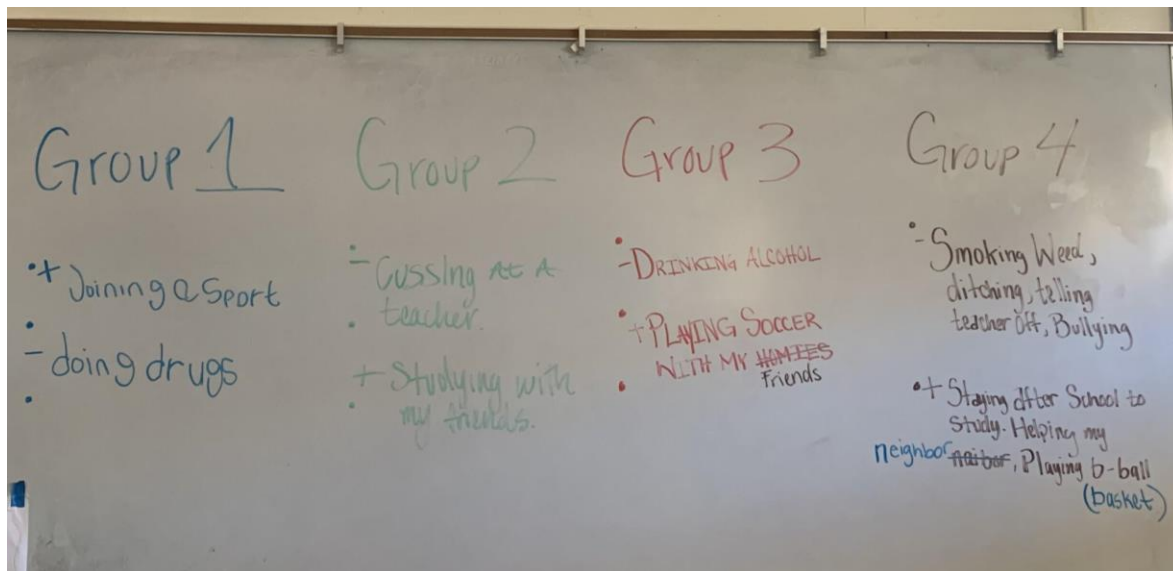 Group 1
• + Joining a Sport
•
- doing drugs
•
Group 2
• - Cussing At A
• teacher.
+ Studying with
• my friends.
Group 3
• - DRINKING ALCOHOL
• + PLAYING SOCCER
WITH MY HOMIES
• Friends
Group 4
• - Smoking Weed,
ditching, telling
teacher Off, Bullying
• + Staying after School to
Study. Helping my
neighbor naibor, Playing b-ball
(basket)